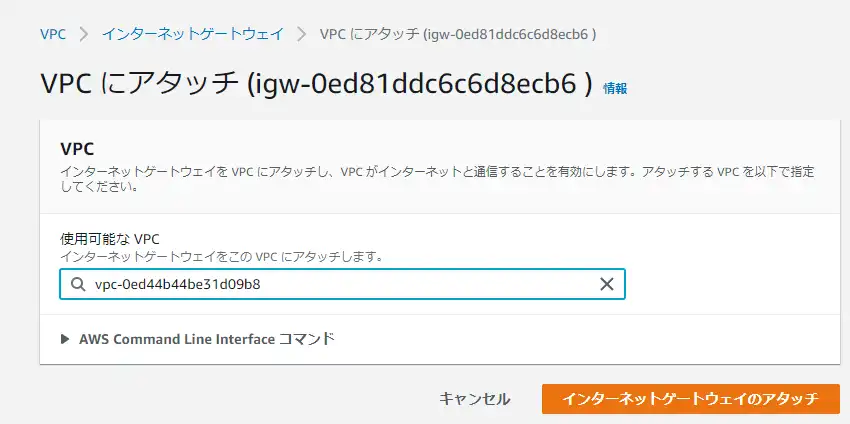 VPC > インターネットゲートウェイ > VPC にアタッチ (igw-0ed81ddc6c6d8ecb6 )
VPC にアタッチ (igw-0ed81ddc6c6d8ecb6 ) 情報
VPC
インターネットゲートウェイを VPC にアタッチし、VPC がインターネットと通信することを有効にします。アタッチする VPC を以下で指定
してください。
使用可能な VPC
インターネットゲートウェイをこの VPC にアタッチします。
vpc-0ed44b44be31d09b8
AWS Command Line Interface コマンド
キャンセル インターネットゲートウェイのアタッチ